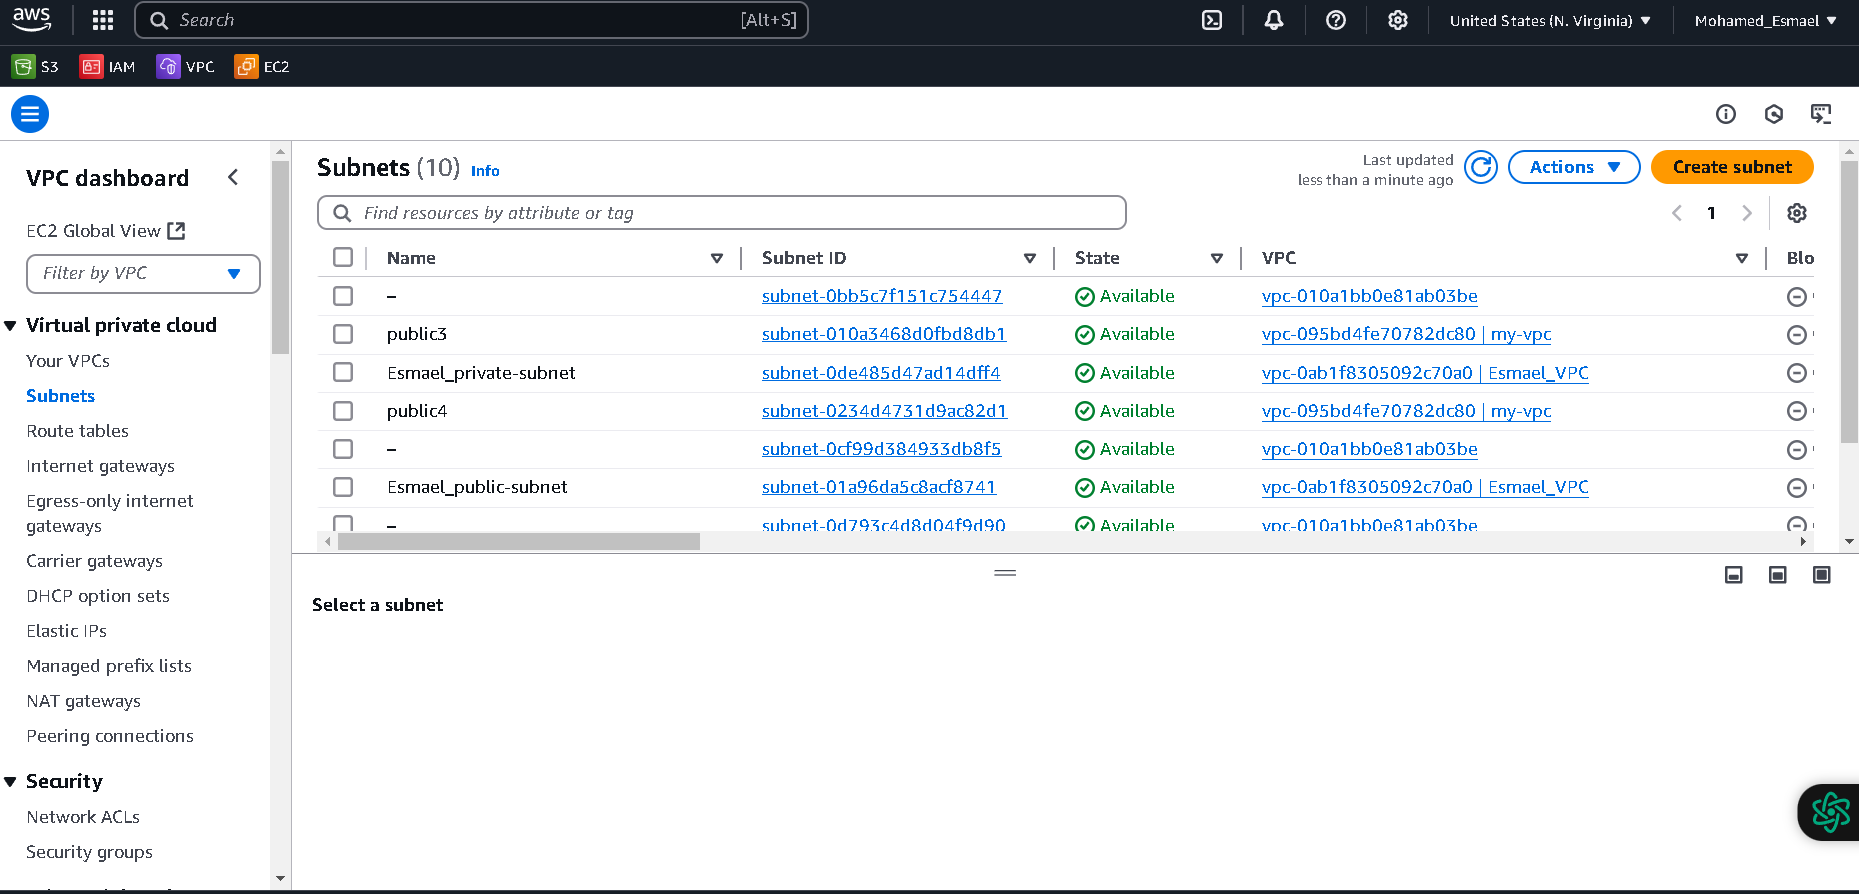 aws Search [Alt+S] United States (N. Virginia) Mohamed_Esmael
S3 IAM VPC EC2
VPC dashboard
EC2 Global View
Filter by VPC
Virtual private cloud
Your VPCs
Subnets
Route tables
Internet gateways
Egress-only internet
gateways
Carrier gateways
DHCP option sets
Elastic IPs
Managed prefix lists
NAT gateways
Peering connections
Security
Network ACLs
Security groups
Subnets (10) Info
Last updated
less than a minute ago
Actions
Create subnet
Find resources by attribute or tag
1
Name Subnet ID State VPC Blo
– subnet-0bb5c7f151c754447 Available vpc-010a1bb0e81ab03be
public3 subnet-010a3468d0fbd8db1 Available vpc-095bd4fe70782dc80 | my-vpc
Esmael_private-subnet subnet-0de485d47ad14dff4 Available vpc-0ab1f8305092c70a0 | Esmael_VPC
public4 subnet-0234d4731d9ac82d1 Available vpc-095bd4fe70782dc80 | my-vpc
– subnet-0cf99d384933db8f5 Available vpc-010a1bb0e81ab03be
Esmael_public-subnet subnet-01a96da5c8acf8741 Available vpc-0ab1f8305092c70a0 | Esmael_VPC
– subnet-0d793c4d8d04f9d90 Available vpc-010a1bb0e81ab03be
Select a subnet